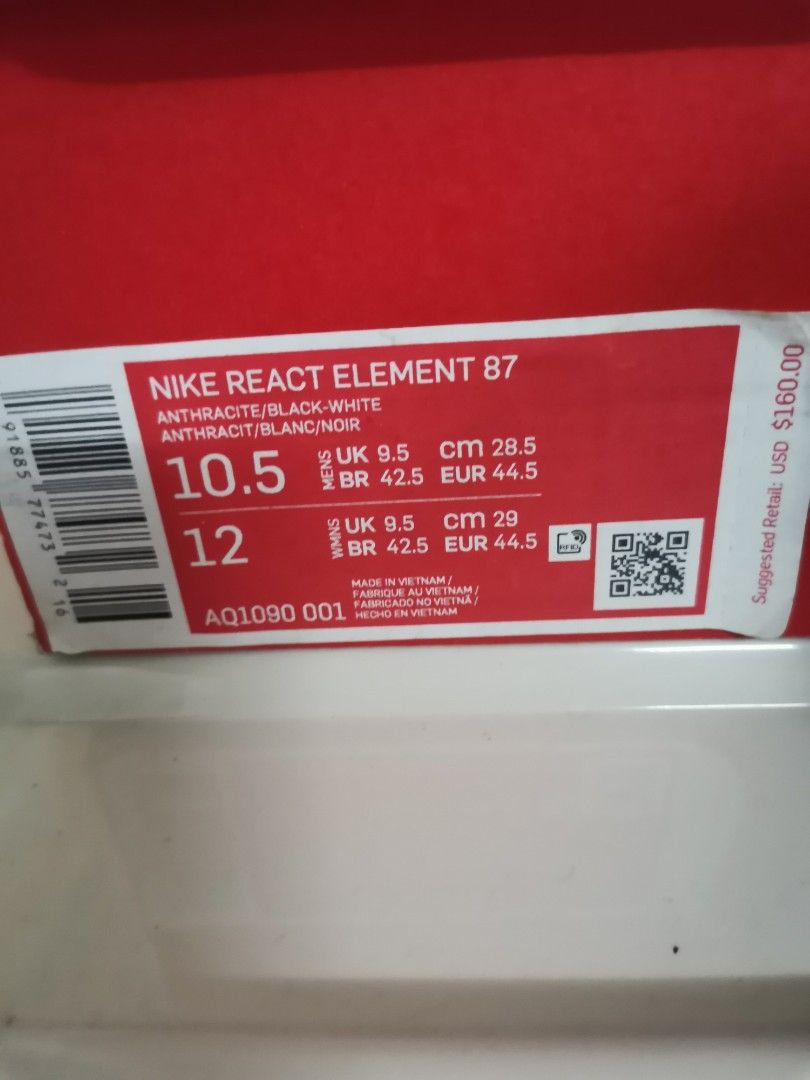 NIKE REACT ELEMENT 87
ANTHRACITE/BLACK-WHITE
ANTHRACIT/BLANC/NOIR
10.5 MENS UK 9.5 cm 28.5
BR 42.5 EUR 44.5
12 WMNS UK 9.5 cm 29
BR 42.5 EUR 44.5
RFID
AQ1090 001
MADE IN VIETNAM /
FABRIQUE AU VIETNAM /
FABRICADO NO VIETNÃ /
HECHO EN VIETNAM
Suggested Retail: USD $160.00
91885 77473 2 16